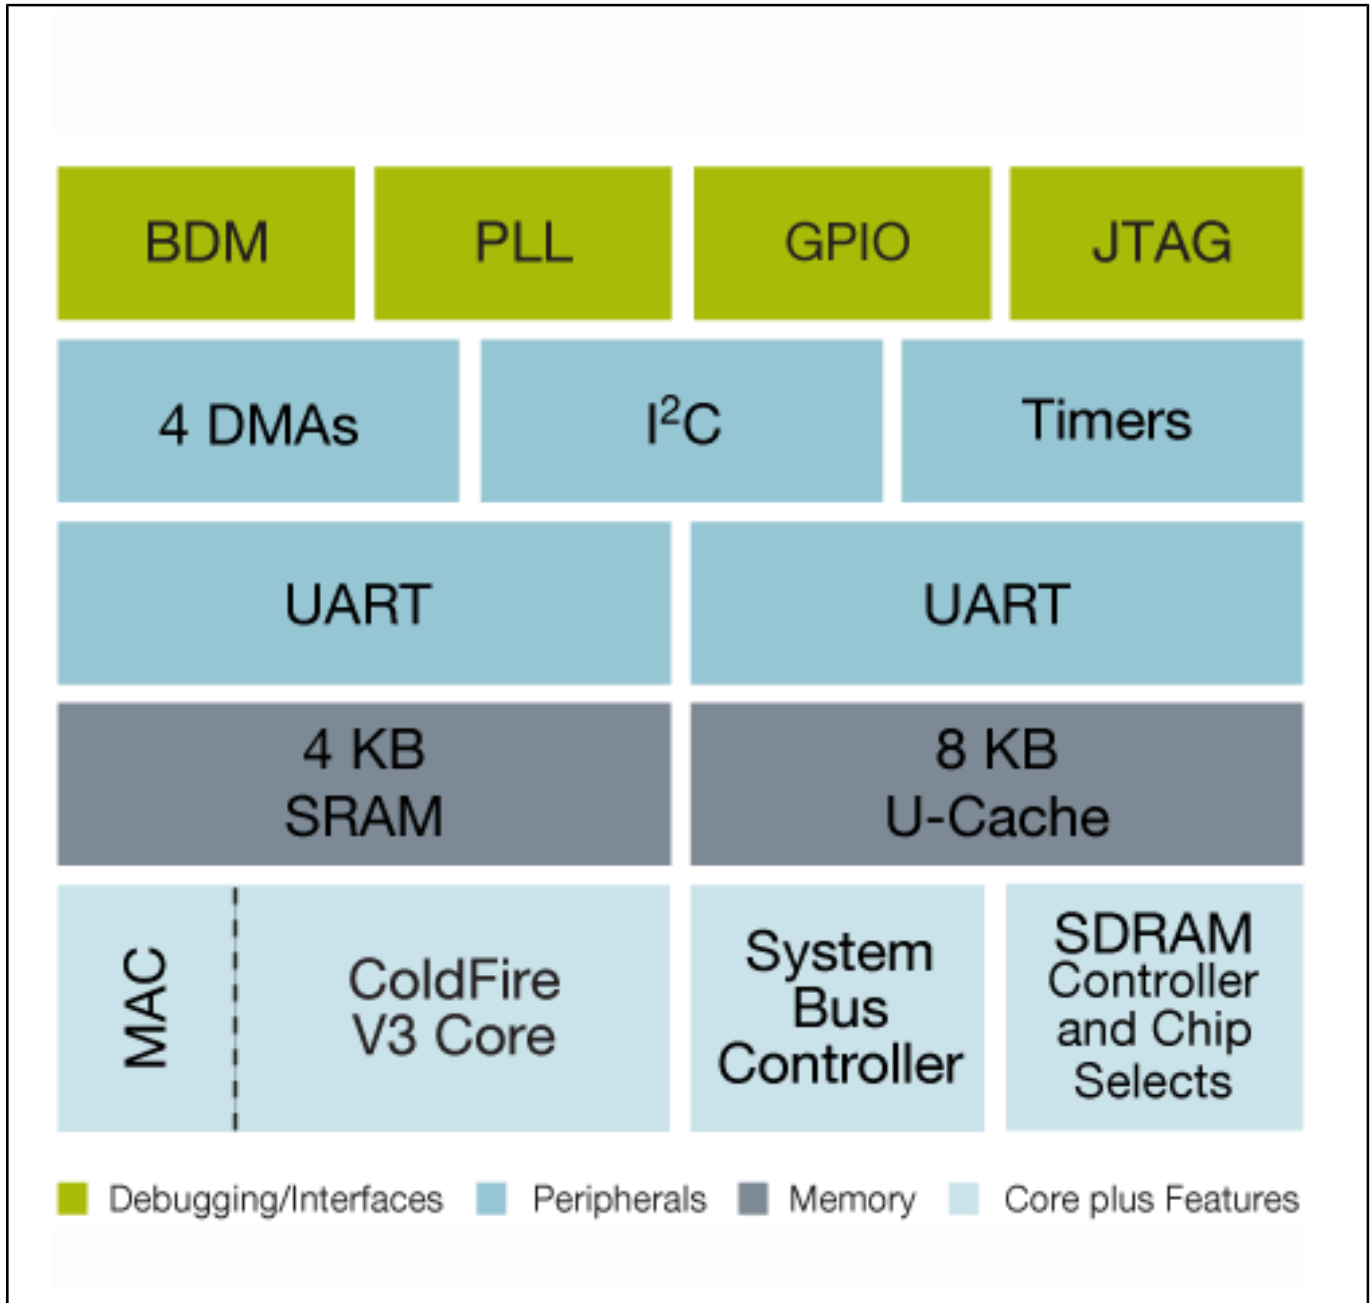 BDM PLL GPIO JTAG
4 DMAs I²C Timers
UART UART
4 KB
SRAM
8 KB
U-Cache
MAC
ColdFire
V3 Core
System
Bus
Controller
SDRAM
Controller
and Chip
Selects
Debugging/Interfaces Peripherals Memory Core plus Features